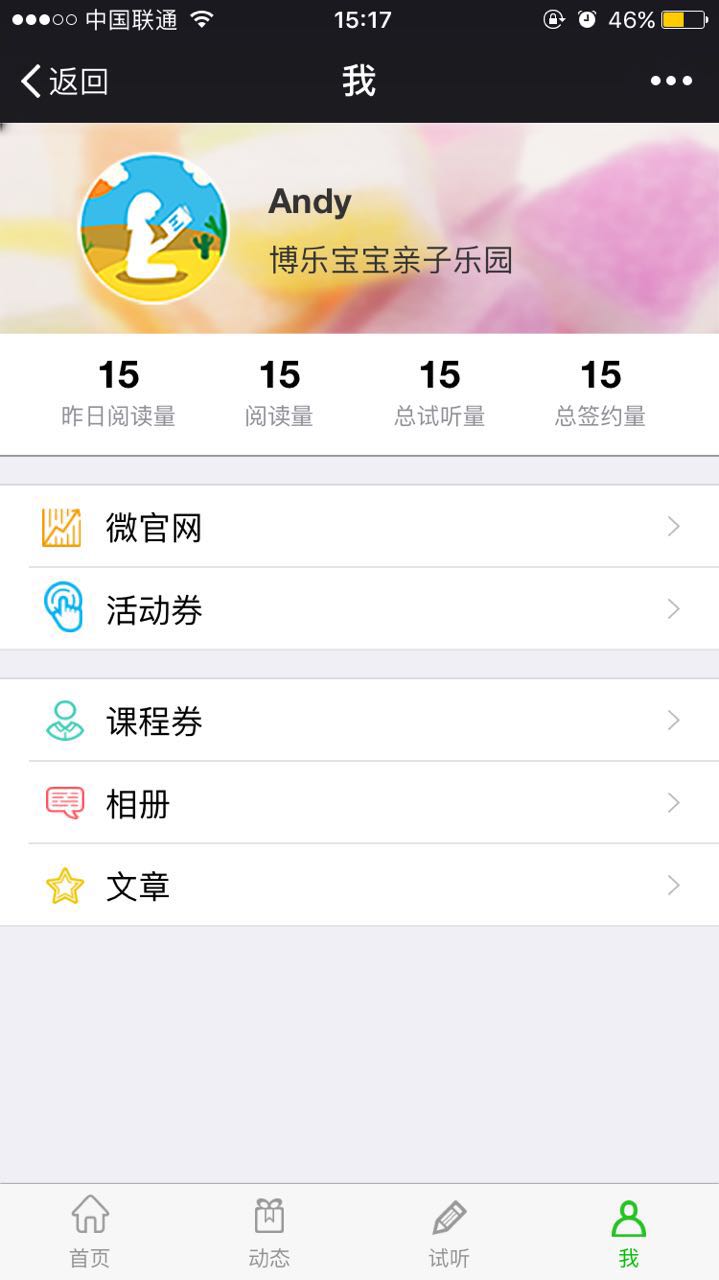 中国联通 15:17 46%
返回 我
Andy
博乐宝宝亲子乐园
15 15 15 15
昨日阅读量 阅读量 总试听量 总签约量
微官网
活动券
课程券
相册
文章
首页 动态 试听 我